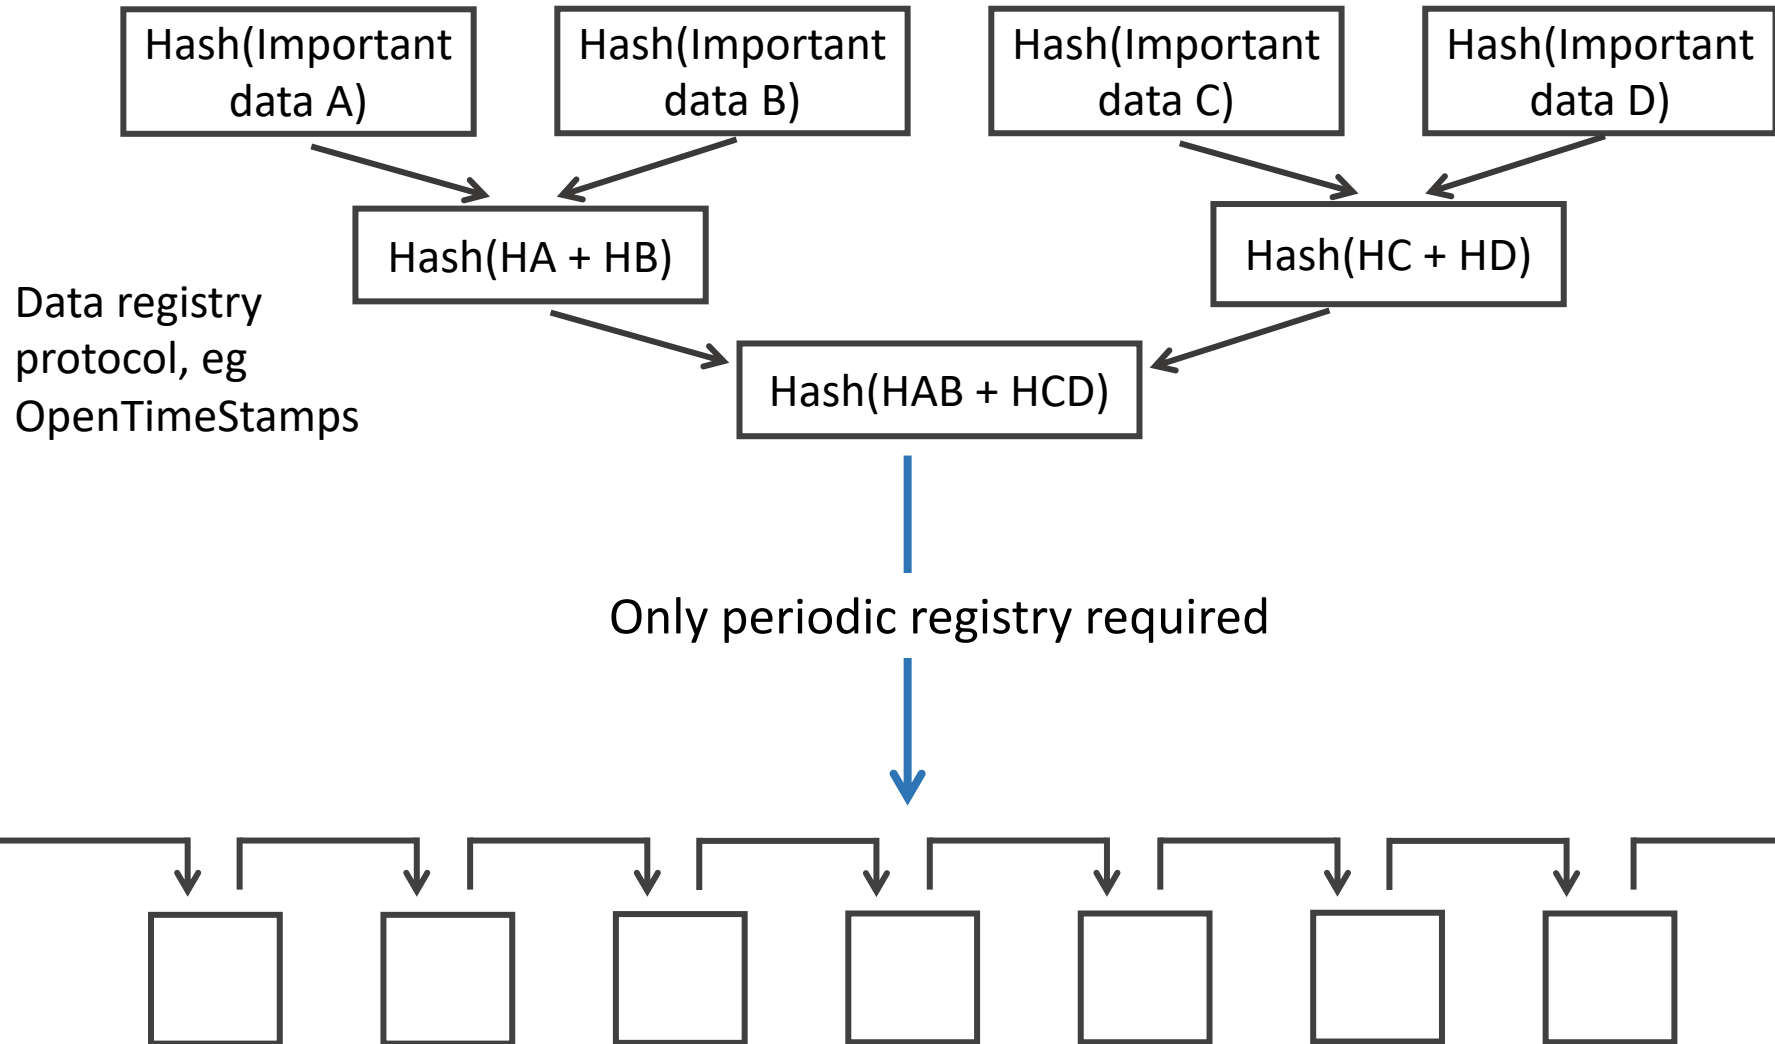 Hash(Important
data A)
Hash(Important
data B)
Hash(Important
data C)
Hash(Important
data D)
Hash(HA + HB)
Hash(HC + HD)
Data registry
protocol, eg
OpenTimeStamps
Hash(HAB + HCD)
Only periodic registry required